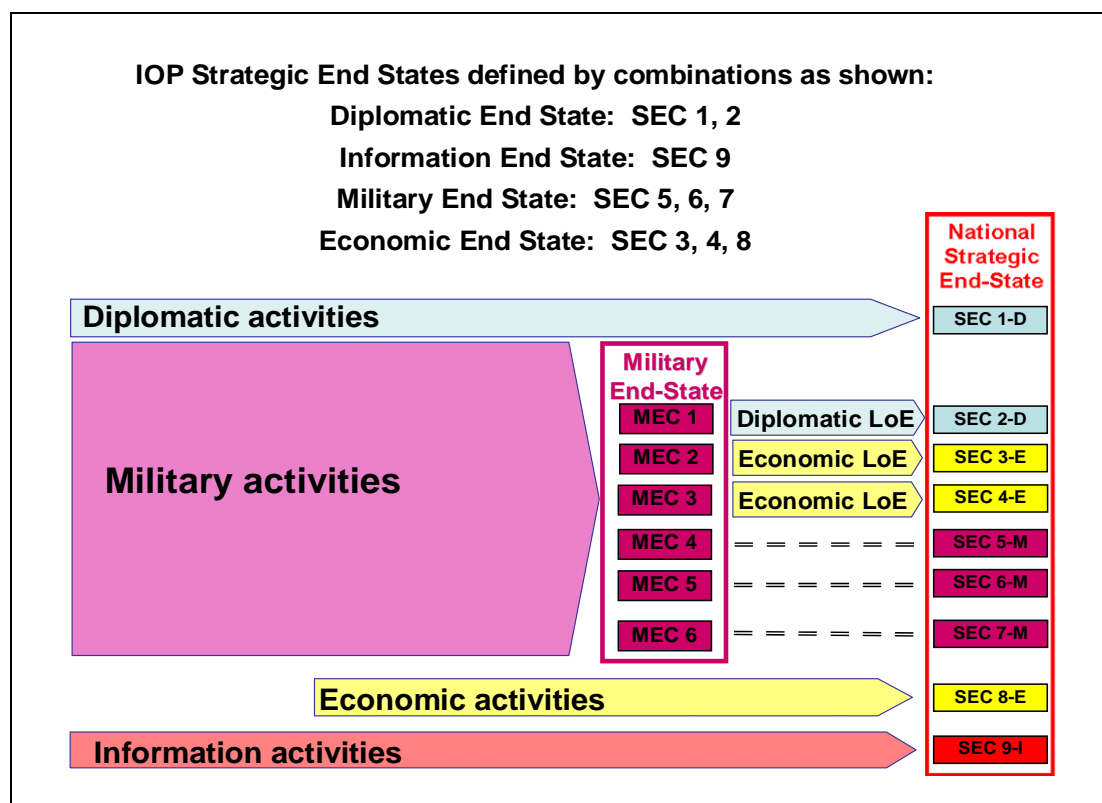 IOP Strategic End States defined by combinations as shown:
Diplomatic End State: SEC 1, 2
Information End State: SEC 9
Military End State: SEC 5, 6, 7
Economic End State: SEC 3, 4, 8
National
Strategic
End-State
Diplomatic activities
SEC 1-D
Military activities
Military
End-State
MEC 1
Diplomatic LoE
SEC 2-D
MEC 2
Economic LoE
SEC 3-E
MEC 3
Economic LoE
SEC 4-E
MEC 4
= = = = = =
SEC 5-M
MEC 5
= = = = = =
SEC 6-M
MEC 6
= = = = = =
SEC 7-M
Economic activities
SEC 8-E
Information activities
SEC 9-I